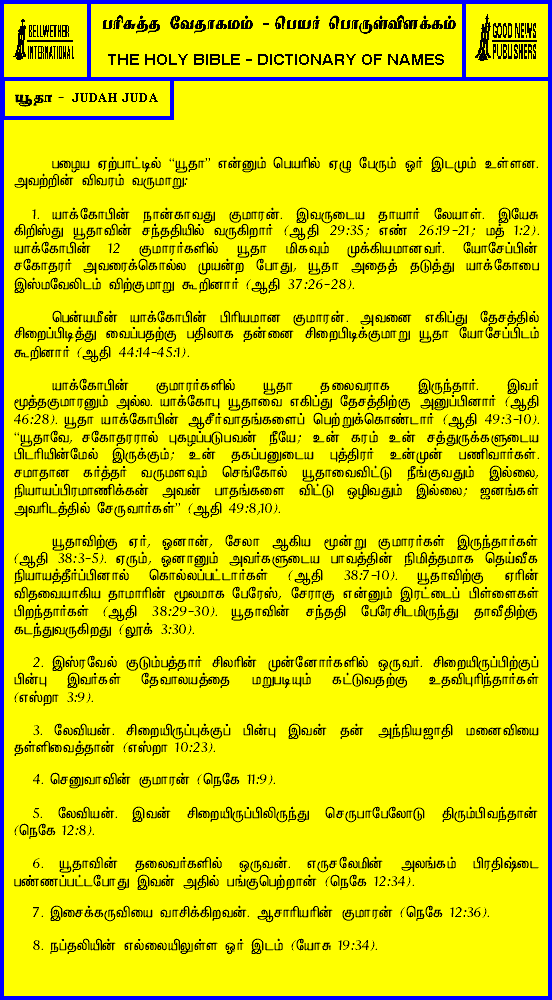 BELLWETHER
INTERNATIONAL
பரிசுத்த வேதாகமம் - பெயர் பொருள்விளக்கம்
THE HOLY BIBLE - DICTIONARY OF NAMES
GOOD NEWS
PUBLISHERS
யூதா - JUDAH JUDA
பழைய ஏற்பாட்டில் “யூதா” என்னும் பெயரில் ஏழு பேரும் ஓர் இடமும் உள்ளன.
அவற்றின் விவரம் வருமாறு:
1. யாக்கோபின் நான்காவது குமாரன். இவருடைய தாயார் லேயாள். இயேசு
கிறிஸ்து யூதாவின் சந்ததியில் வருகிறார் (ஆதி 29:35; எண் 26:19-21; மத் 1:2).
யாக்கோபின் 12 குமாரர்களில் யூதா மிகவும் முக்கியமானவர். யோசேப்பின்
சகோதரர் அவரைக்கொல்ல முயன்ற போது, யூதா அதைத் தடுத்து யாக்கோபை
இஸ்மவேலிடம் விற்குமாறு கூறினார் (ஆதி 37:26-28).
பென்யமீன் யாக்கோபின் பிரியமான குமாரன். அவனை எகிப்து தேசத்தில்
சிறைப்பிடித்து வைப்பதற்கு பதிலாக தன்னை சிறைபிடிக்குமாறு யூதா யோசேப்பிடம்
கூறினார் (ஆதி 44:14-45:1).
யாக்கோபின் குமாரர்களில் யூதா தலைவராக இருந்தார். இவர்
மூத்தகுமாரனும் அல்ல. யாக்கோபு யூதாவை எகிப்து தேசத்திற்கு அனுப்பினார் (ஆதி
46:28). யூதா யாக்கோபின் ஆசீர்வாதங்களைப் பெற்றுக்கொண்டார் (ஆதி 49:3-10).
“யூதாவே, சகோதரரால் புகழப்படுபவன் நீயே; உன் கரம் உன் சத்துருக்களுடைய
பிடரியின்மேல் இருக்கும்; உன் தகப்பனுடைய புத்திரர் உன்முன் பணிவார்கள்.
சமாதான கர்த்தர் வருமளவும் செங்கோல் யூதாவைவிட்டு நீங்குவதும் இல்லை,
நியாயப்பிரமாணிக்கன் அவன் பாதங்களை விட்டு ஒழிவதும் இல்லை; ஜனங்கள்
அவரிடத்தில் சேருவார்கள்” (ஆதி 49:8,10).
யூதாவிற்கு ஏர், ஓனான், சேலா ஆகிய மூன்று குமாரர்கள் இருந்தார்கள்
(ஆதி 38:3-5). ஏரும், ஓனானும் அவர்களுடைய பாவத்தின் நிமித்தமாக தெய்வீக
நியாயத்தீர்ப்பினால் கொல்லப்பட்டார்கள் (ஆதி 38:7-10). யூதாவிற்கு ஏரின்
விதவையாகிய தாமாரின் மூலமாக பேரேஸ், சேராகு என்னும் இரட்டைப் பிள்ளைகள்
பிறந்தார்கள் (ஆதி 38:29-30). யூதாவின் சந்ததி பேரேசிடமிருந்து தாவீதிற்கு
கடந்துவருகிறது (லூக் 3:30).
2. இஸ்ரவேல் குடும்பத்தார் சிலரின் முன்னோர்களில் ஒருவர். சிறையிருப்பிற்குப்
பின்பு இவர்கள் தேவாலயத்தை மறுபடியும் கட்டுவதற்கு உதவிபுரிந்தார்கள்
(எஸ்றா 3:9).
3. லேவியன். சிறையிருப்புக்குப் பின்பு இவன் தன் அந்நியஜாதி மனைவியை
தள்ளிவைத்தான் (எஸ்றா 10:23).
4. செனுவாவின் குமாரன் (நெகே 11:9).
5. லேவியன். இவன் சிறையிருப்பிலிருந்து செருபாபேலோடு திரும்பிவந்தான்
(நெகே 12:8).
6. யூதாவின் தலைவர்களில் ஒருவன். எருசலேமின் அலங்கம் பிரதிஷ்டை
பண்ணப்பட்டபோது இவன் அதில் பங்குபெற்றான் (நெகே 12:34).
7. இசைக்கருவியை வாசிக்கிறவன். ஆசாரியரின் குமாரன் (நெகே 12:36).
8. நப்தலியின் எல்லையிலுள்ள ஓர் இடம் (யோசு 19:34).